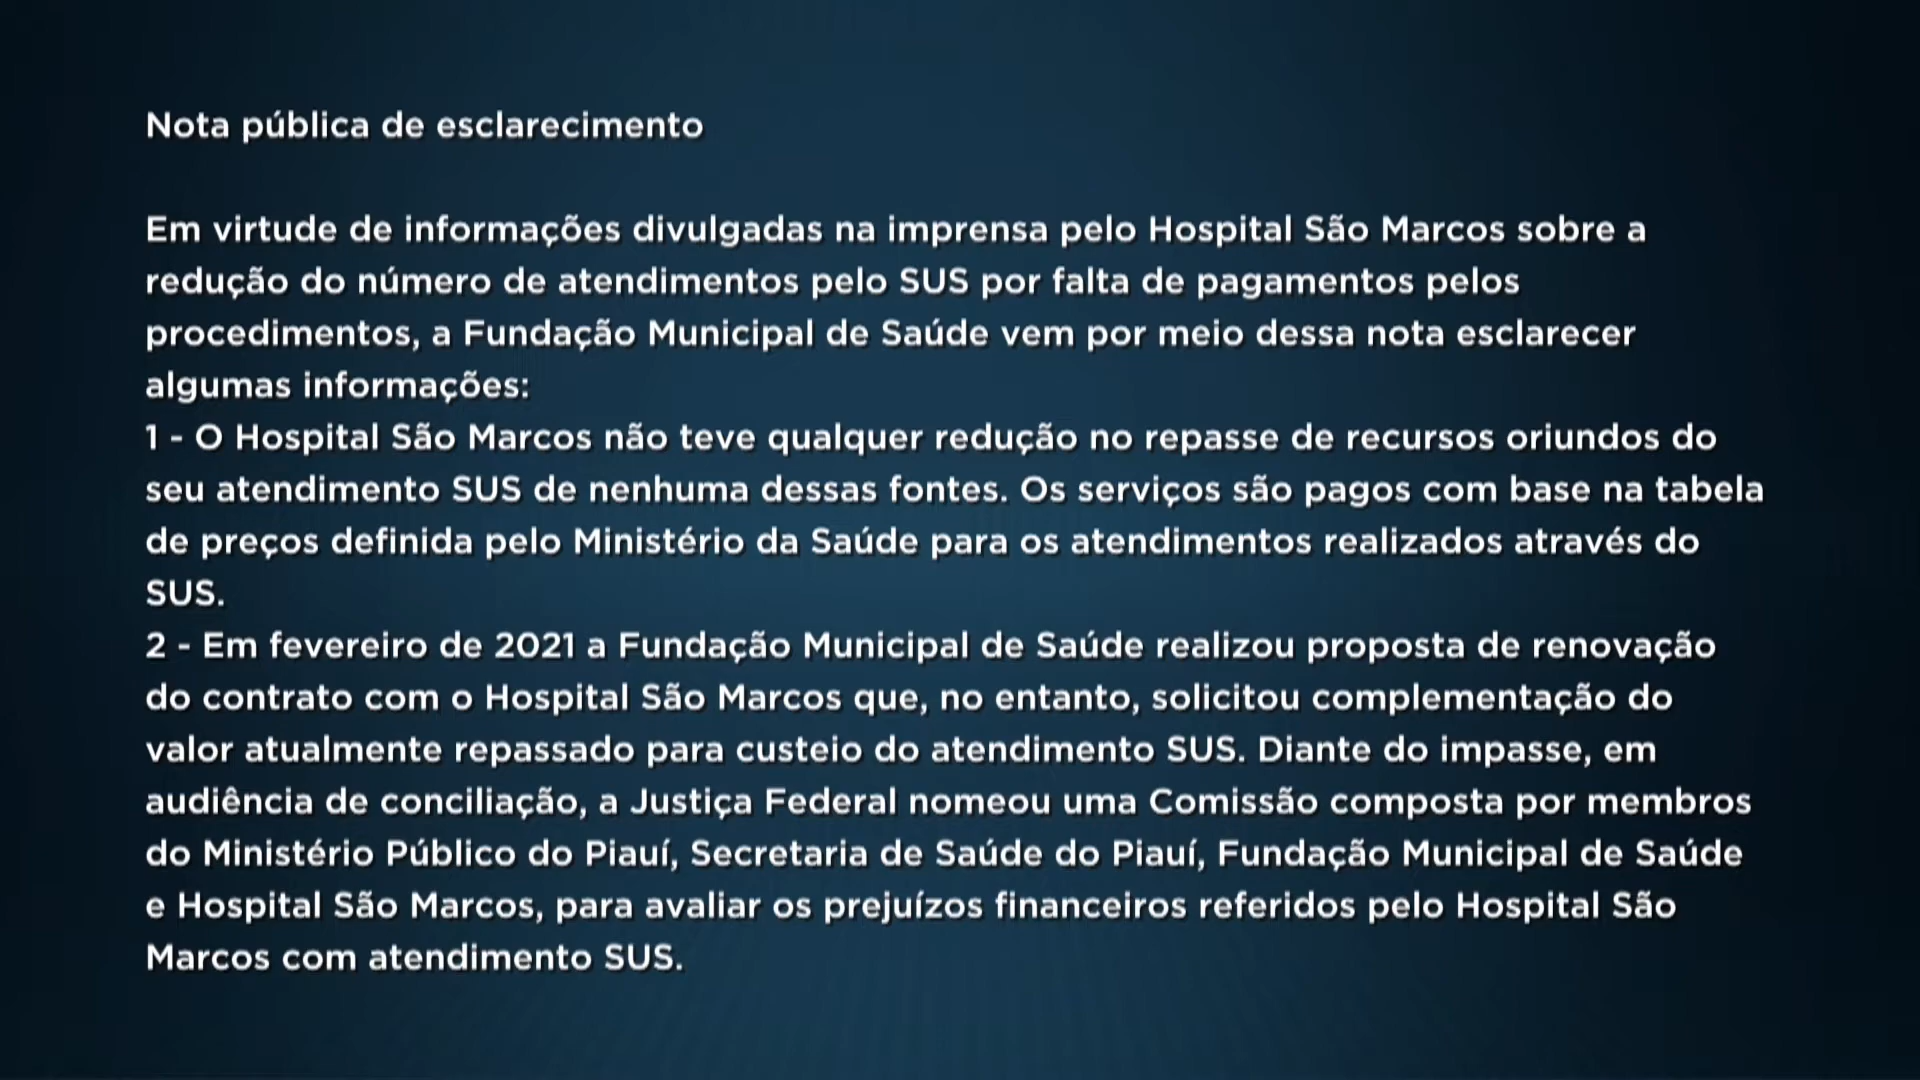 Nota pública de esclarecimento
Em virtude de informações divulgadas na imprensa pelo Hospital São Marcos sobre a
redução do número de atendimentos pelo SUS por falta de pagamentos pelos
procedimentos, a Fundação Municipal de Saúde vem por meio dessa nota esclarecer
algumas informações:
1 - O Hospital São Marcos não teve qualquer redução no repasse de recursos oriundos do
seu atendimento SUS de nenhuma dessas fontes. Os serviços são pagos com base na tabela
de preços definida pelo Ministério da Saúde para os atendimentos realizados através do
SUS.
2 - Em fevereiro de 2021 a Fundação Municipal de Saúde realizou proposta de renovação
do contrato com o Hospital São Marcos que, no entanto, solicitou complementação do
valor atualmente repassado para custeio do atendimento SUS. Diante do impasse, em
audiência de conciliação, a Justiça Federal nomeou uma Comissão composta por membros
do Ministério Público do Piauí, Secretaria de Saúde do Piauí, Fundação Municipal de Saúde
e Hospital São Marcos, para avaliar os prejuízos financeiros referidos pelo Hospital São
Marcos com atendimento SUS.